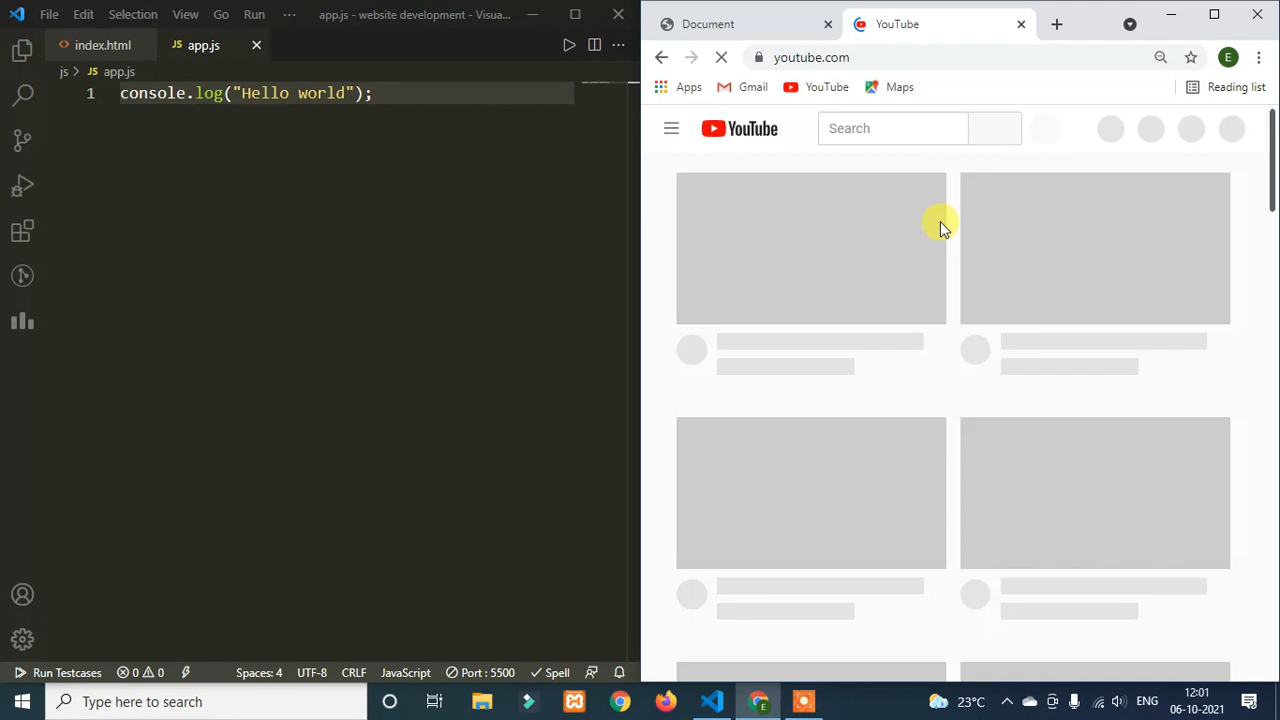 File Edit Selection View Go Run ··· app.js - website development - Visua...
index.html
JS app.js
js > JS app.js
1 console.log("Hello world");
Run Testcases 0 0 Spaces: 4 UTF-8 CRLF JavaScript Port : 5500 Spell
Document
YouTube
youtube.com
E
Apps Gmail YouTube Maps Reading list
YouTube
Search
Type here to search
E
23°C ENG
12:01
06-10-2021